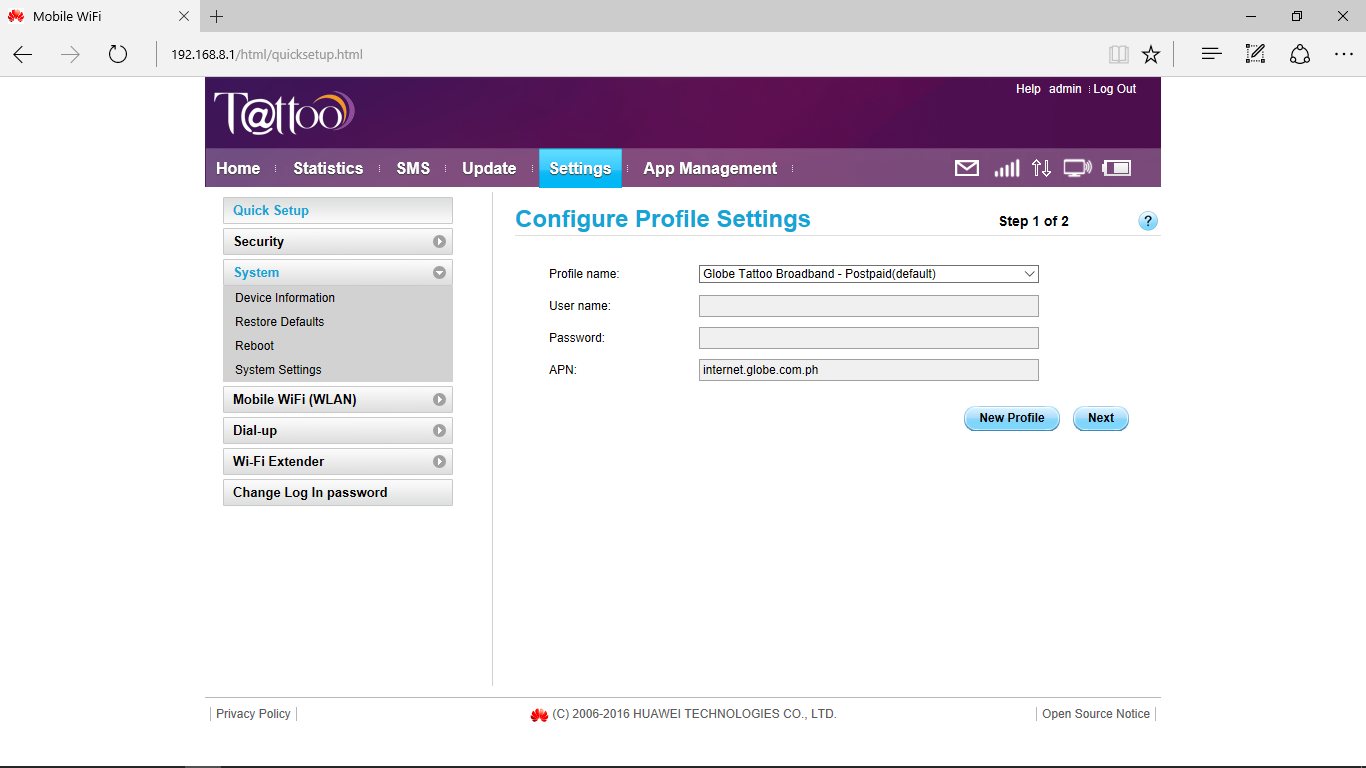 Mobile WiFi
192.168.8.1/html/quicksetup.html
T@ttoo
Help admin Log Out
Home Statistics SMS Update Settings App Management
Quick Setup
Security
System
Device Information
Restore Defaults
Reboot
System Settings
Mobile WiFi (WLAN)
Dial-up
Wi-Fi Extender
Change Log In password
Configure Profile Settings
Step 1 of 2
?
Profile name: Globe Tattoo Broadband - Postpaid(default)
User name:
Password:
APN: internet.globe.com.ph
New Profile Next
Privacy Policy
(C) 2006-2016 HUAWEI TECHNOLOGIES CO., LTD.
Open Source Notice